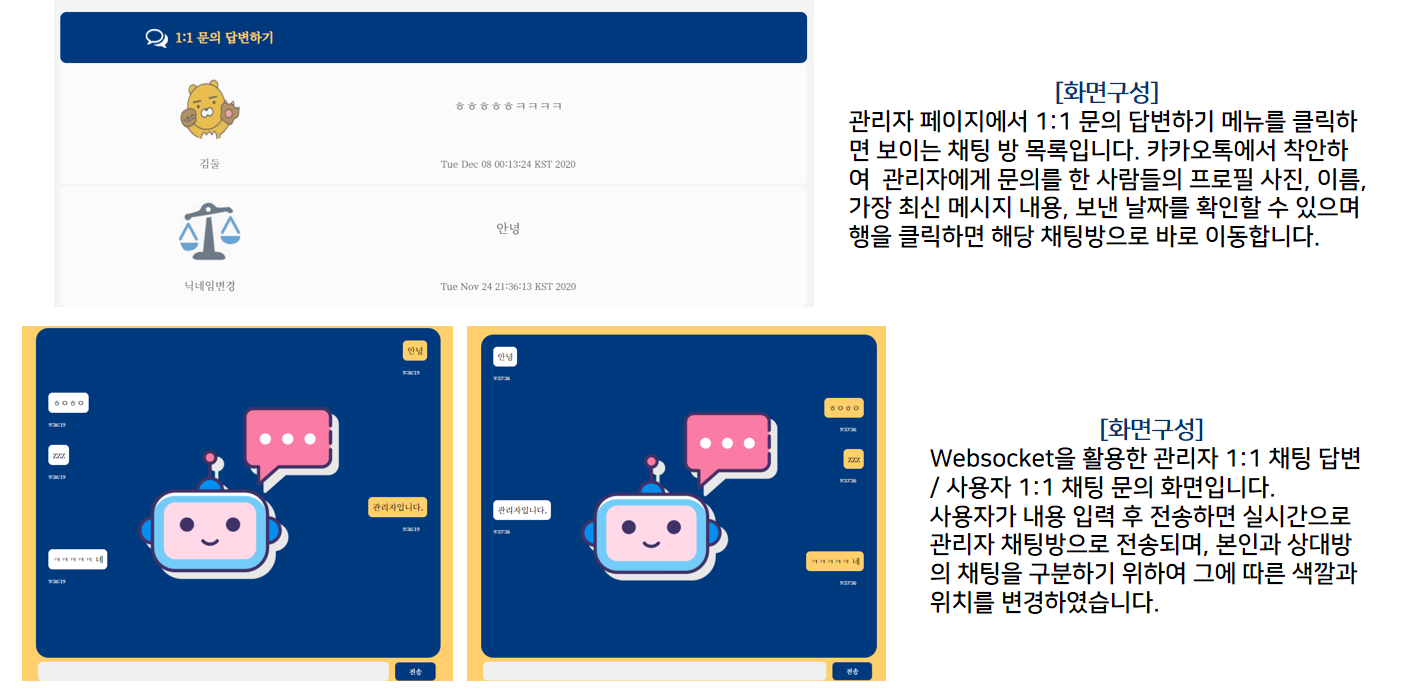 1:1 문의 답변하기
ㅎㅎㅎㅎㅎㅋㅋㅋㅋ
김둘
Tue Dec 08 00:13:24 KST 2020
안녕
닉네임변경
Tue Nov 24 21:36:13 KST 2020
[화면구성]
관리자 페이지에서 1:1 문의 답변하기 메뉴를 클릭하
면 보이는 채팅 방 목록입니다. 카카오톡에서 착안하
여 관리자에게 문의를 한 사람들의 프로필 사진, 이름,
가장 최신 메시지 내용, 보낸 날짜를 확인할 수 있으며
행을 클릭하면 해당 채팅방으로 바로 이동합니다.
안녕
9:36:19
ㅎㅇㅎㅇ
9:36:19
zzz
9:36:19
관리자입니다.
9:36:19
ㅋㅋㅋㅋㅋ 네
9:36:19
전송
안녕
9:37:36
ㅎㅇㅎㅇ
9:37:36
zzz
9:37:36
관리자입니다.
9:37:36
ㅋㅋㅋㅋㅋ 네
9:37:36
전송
[화면구성]
Websocket을 활용한 관리자 1:1 채팅 답변
/ 사용자 1:1 채팅 문의 화면입니다.
사용자가 내용 입력 후 전송하면 실시간으로
관리자 채팅방으로 전송되며, 본인과 상대방
의 채팅을 구분하기 위하여 그에 따른 색깔과
위치를 변경하였습니다.